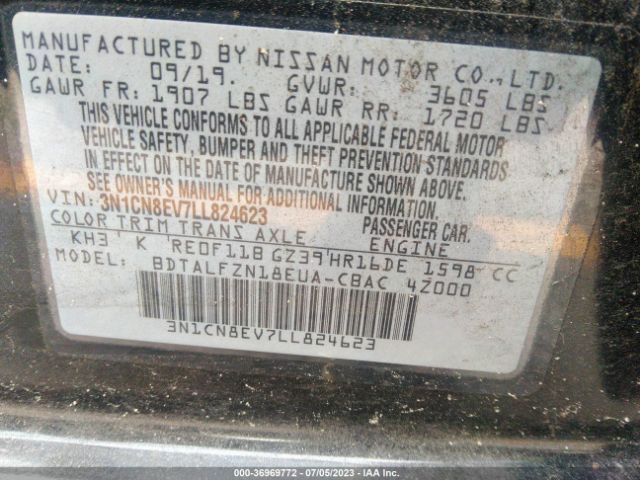 MANUFACTURED BY NISSAN MOTOR CO., LTD.
DATE: 09/19. GVWR: 3605 LBS
GAWR FR: 1907 LBS GAWR RR: 1720 LBS
THIS VEHICLE CONFORMS TO ALL APPLICABLE FEDERAL MOTOR
VEHICLE SAFETY, BUMPER AND THEFT PREVENTION STANDARDS
IN EFFECT ON THE DATE OF MANUFACTURE SHOWN ABOVE.
SEE OWNER'S MANUAL FOR ADDITIONAL INFORMATION.
VIN: 3N1CN8EV7LL824623 PASSENGER CAR.
COLOR TRIM TRANS AXLE ENGINE
KH3 K RE0F11B GZ39 HR16DE 1598 CC
MODEL: BDTALFZN18EUA-CBAC 4Z000
3N1CN8EV7LL824623
000-36969772 - 07/05/2023 - IAA Inc.